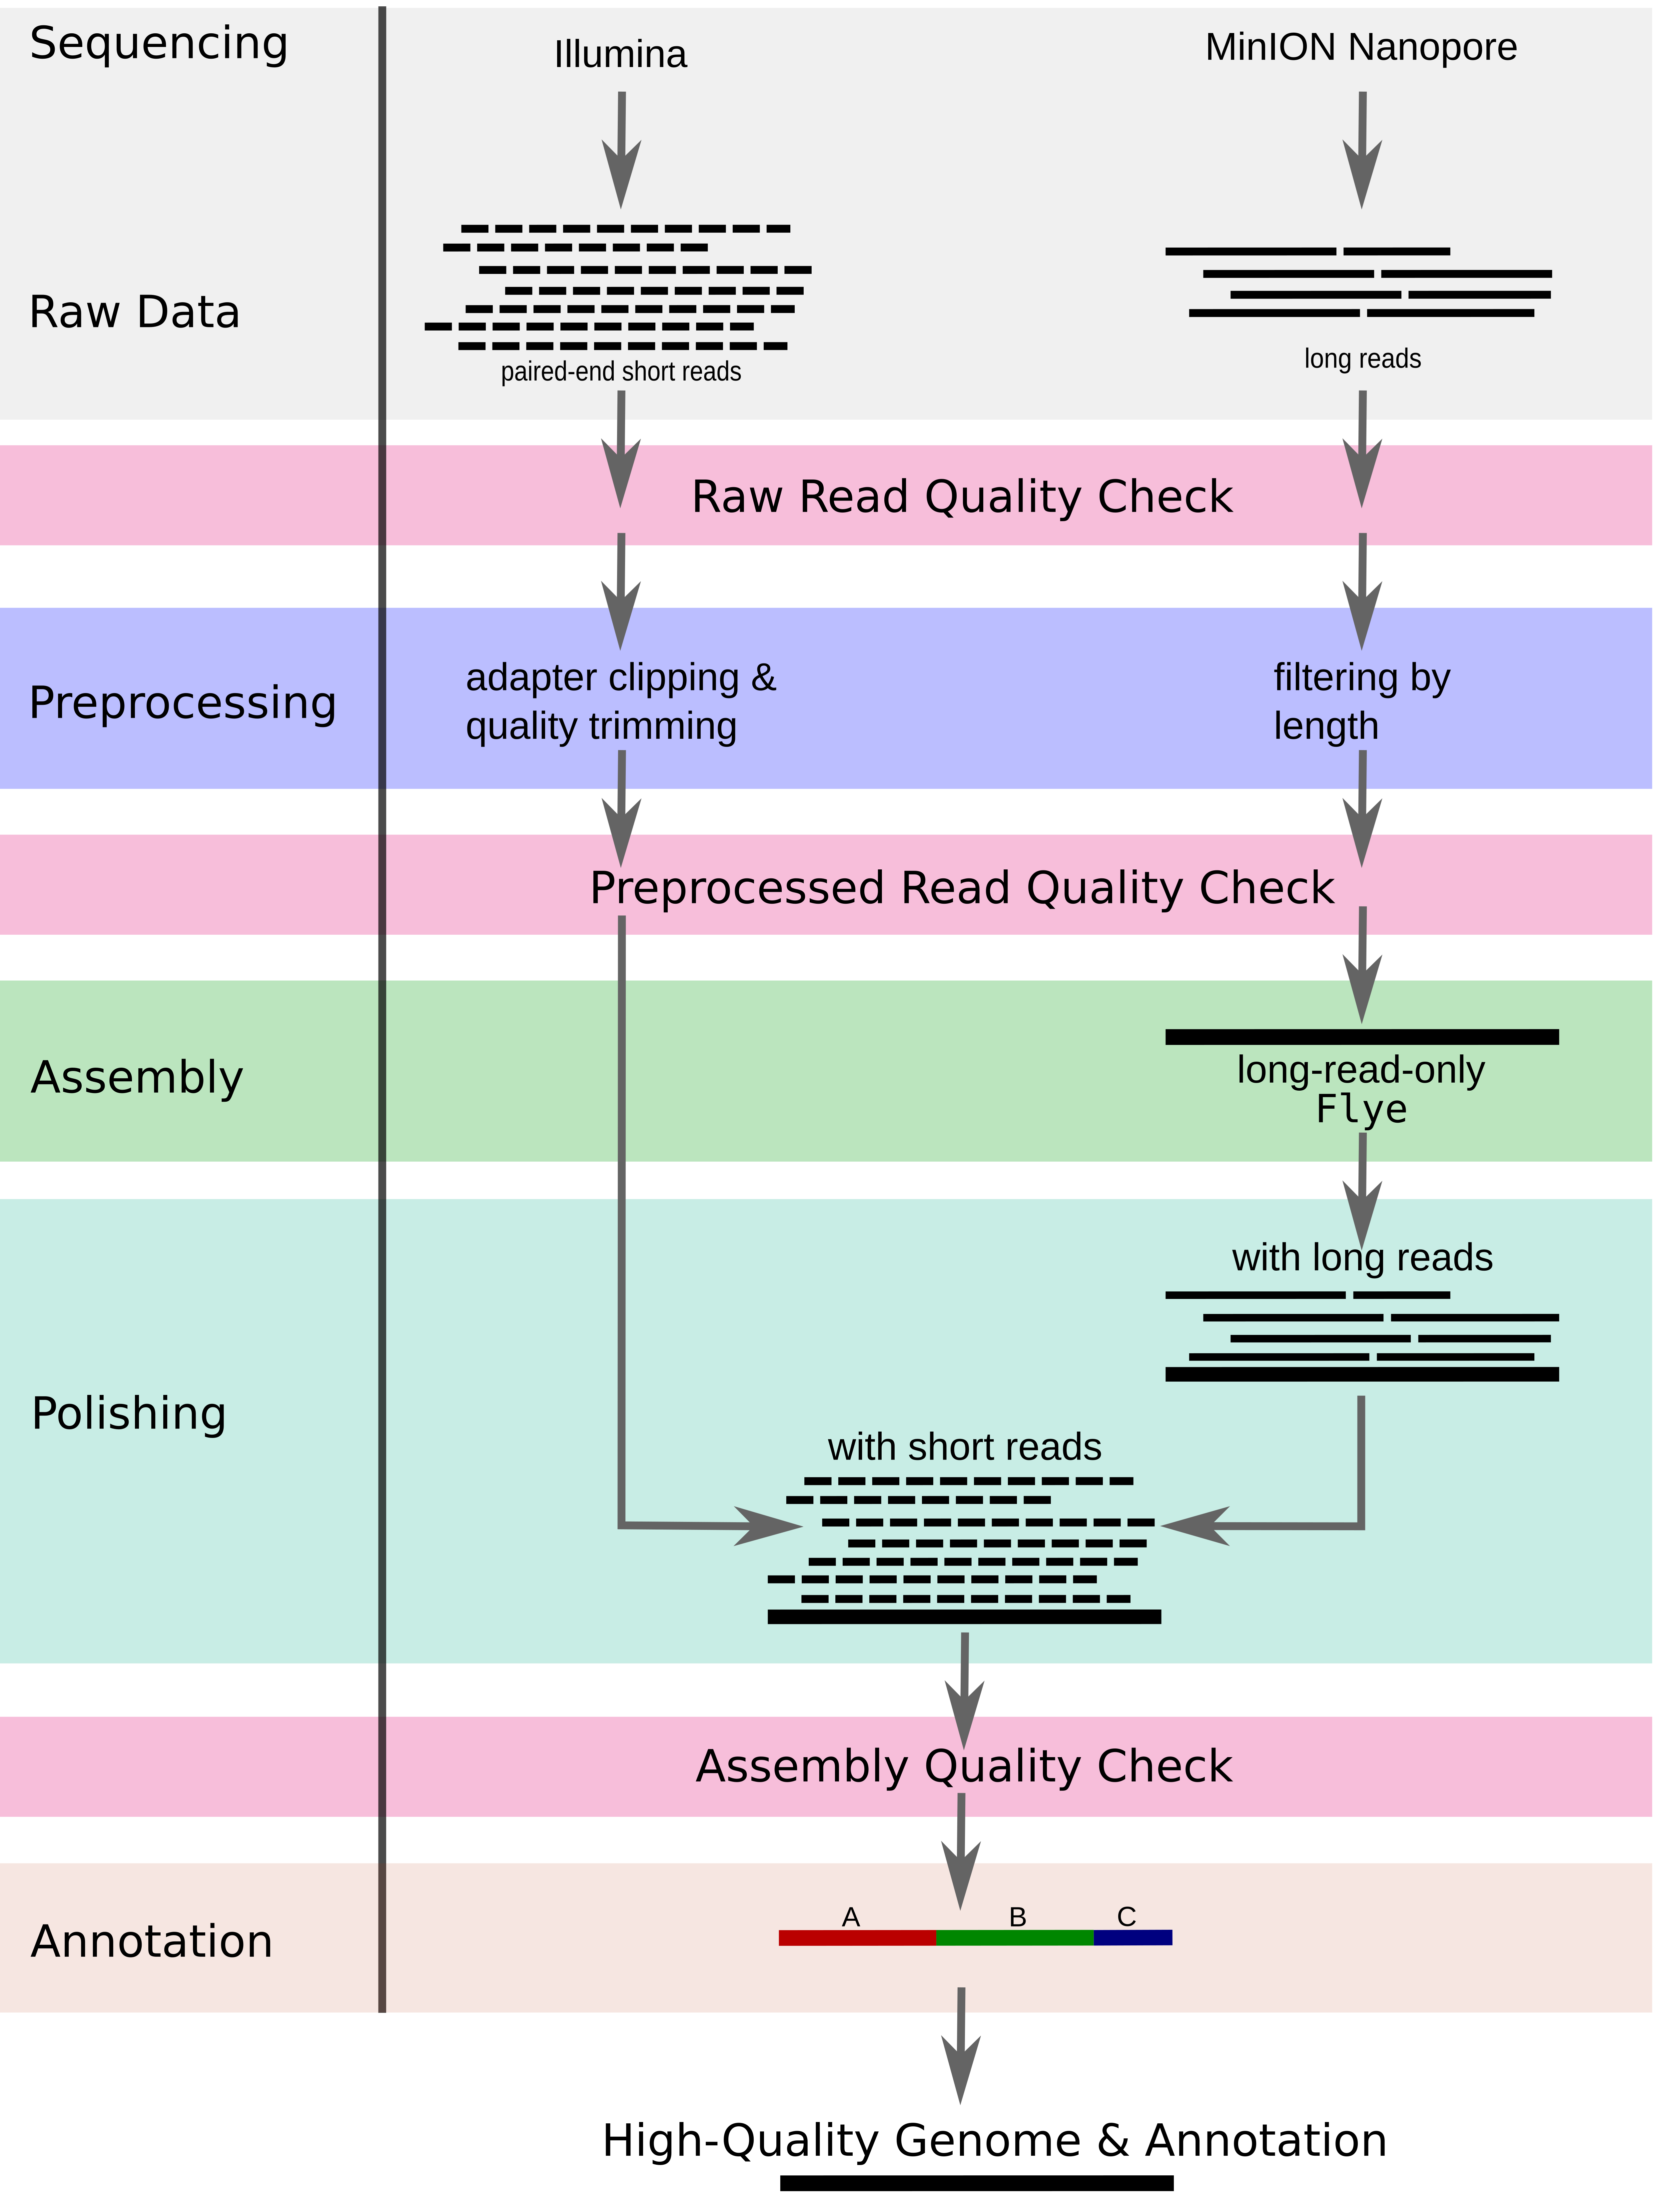 Sequencing
Illumina
MinION Nanopore
Raw Data
paired-end short reads
long reads
Raw Read Quality Check
Preprocessing
adapter clipping &
quality trimming
filtering by
length
Preprocessed Read Quality Check
Assembly
long-read-only
Flye
Polishing
with long reads
with short reads
Assembly Quality Check
Annotation
A B C
High-Quality Genome & Annotation